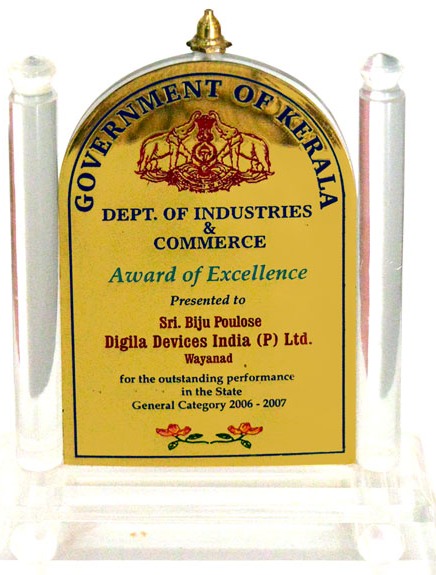 GOVERNMENT OF KERALA
DEPT. OF INDUSTRIES
&
COMMERCE
Award of Excellence
Presented to
Sri. Biju Poulose
Digila Devices India (P) Ltd.
Wayanad
for the outstanding performance
in the State
General Category 2006 - 2007